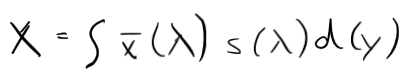 X = ∫ x̄(λ) s(λ) d(y)